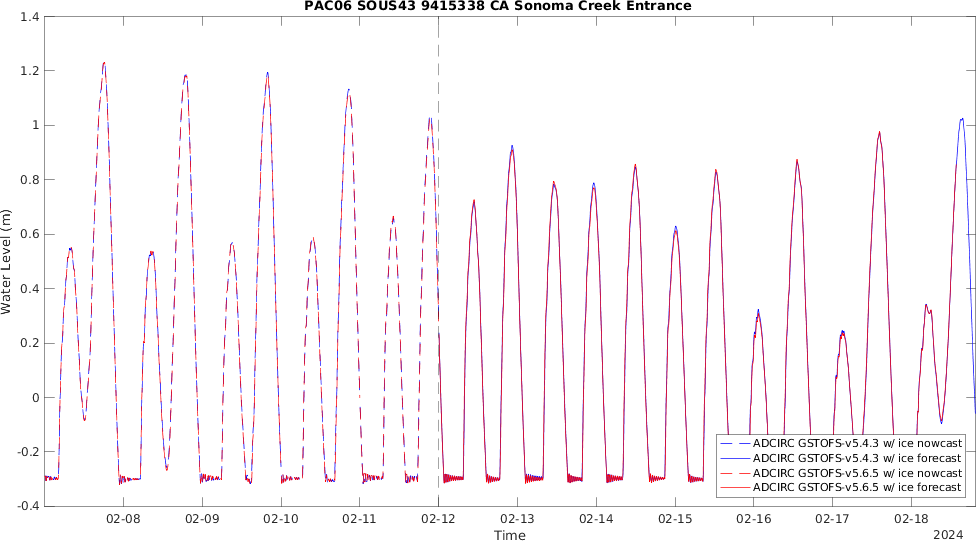 PAC06 SOUS43 9415338 CA Sonoma Creek Entrance
1.4
1.2
1
0.8
0.6
0.4
0.2
0
-0.2
-0.4
Water Level (m)
ADCIRC GSTOFS-v5.4.3 w/ ice nowcast
ADCIRC GSTOFS-v5.4.3 w/ ice forecast
ADCIRC GSTOFS-v5.6.5 w/ ice nowcast
ADCIRC GSTOFS-v5.6.5 w/ ice forecast
02-08 02-09 02-10 02-11 02-12 02-13 02-14 02-15 02-16 02-17 02-18
Time
2024